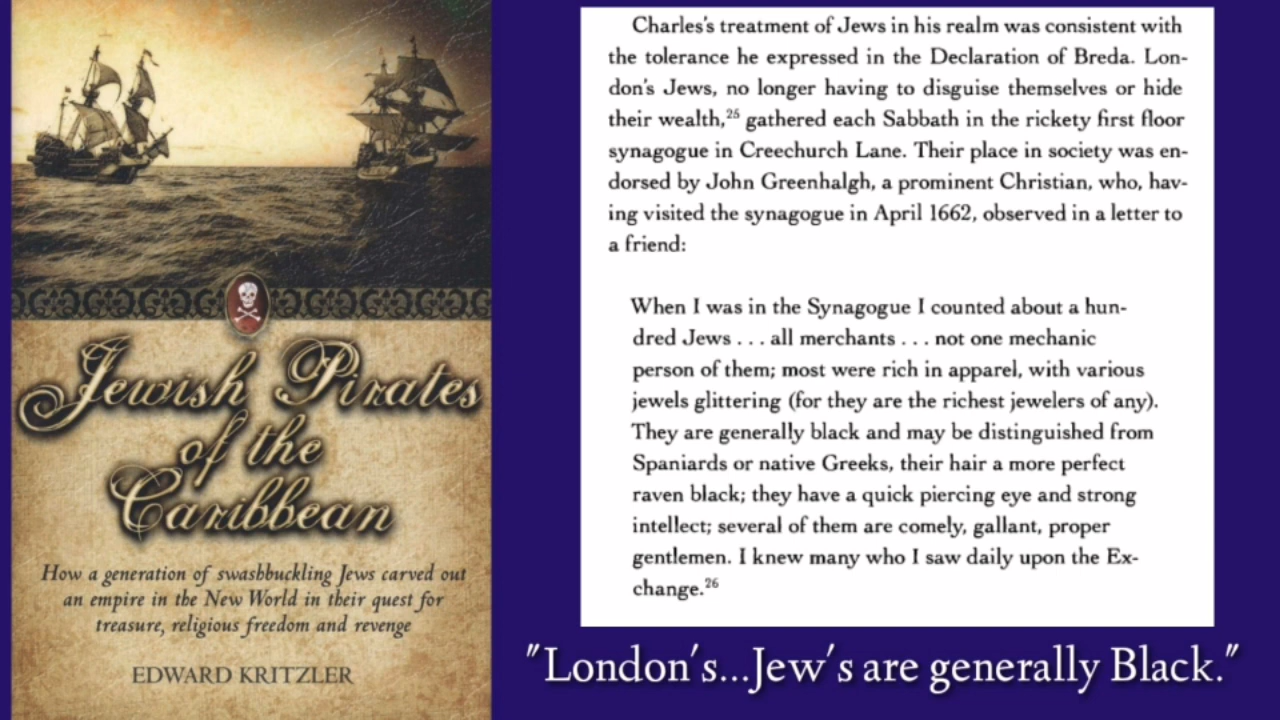 Jewish Pirates
of the
Caribbean
How a generation of swashbuckling Jews carved out
an empire in the New World in their quest for
treasure, religious freedom and revenge
EDWARD KRITZLER
Charles's treatment of Jews in his realm was consistent with
the tolerance he expressed in the Declaration of Breda. Lon-
don's Jews, no longer having to disguise themselves or hide
their wealth,25 gathered each Sabbath in the rickety first floor
synagogue in Creechurch Lane. Their place in society was en-
dorsed by John Greenhalgh, a prominent Christian, who, hav-
ing visited the synagogue in April 1662, observed in a letter to
a friend:
When I was in the Synagogue I counted about a hun-
dred Jews . . . all merchants . . . not one mechanic
person of them; most were rich in apparel, with various
jewels glittering (for they are the richest jewelers of any).
They are generally black and may be distinguished from
Spaniards or native Greeks, their hair a more perfect
raven black; they have a quick piercing eye and strong
intellect; several of them are comely, gallant, proper
gentlemen. I knew many who I saw daily upon the Ex-
change.26
"London's...Jew's are generally Black."